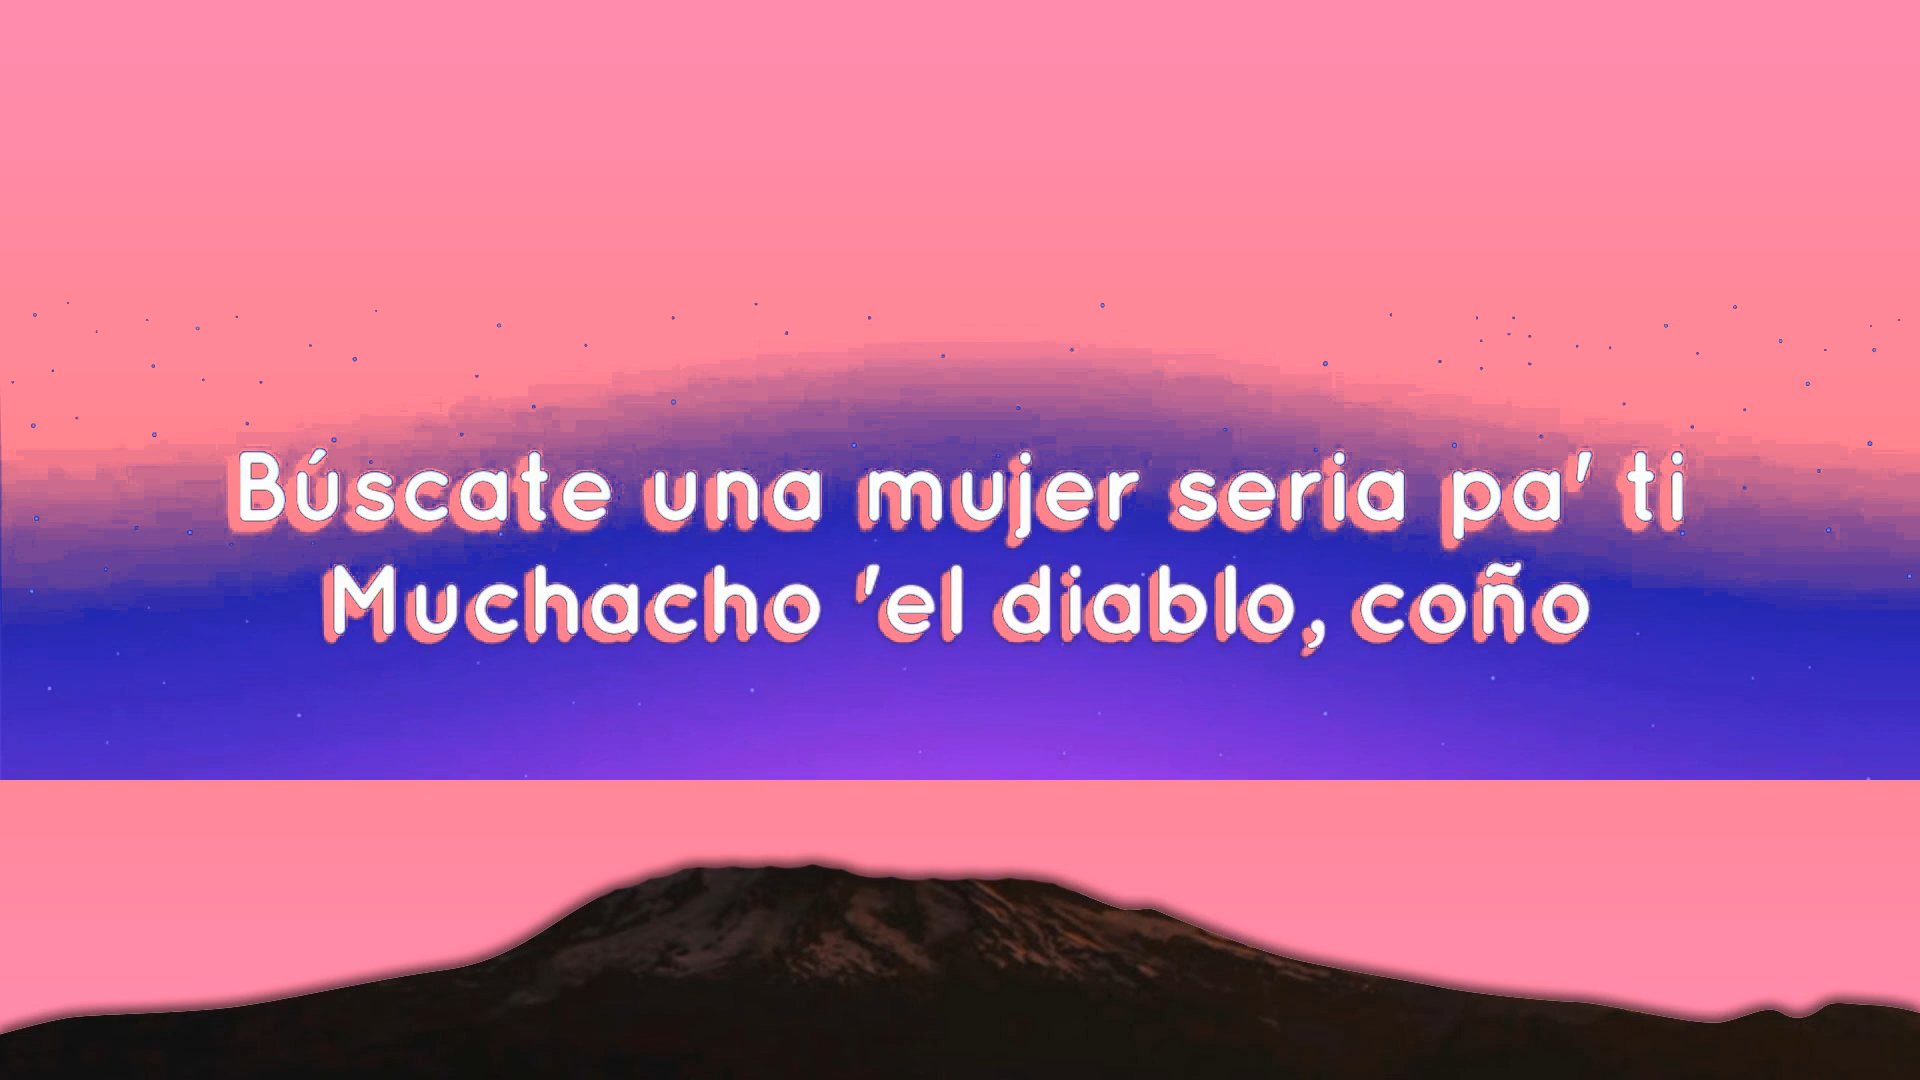 Búscate una mujer seria pa' ti
Muchacho 'el diablo, coño